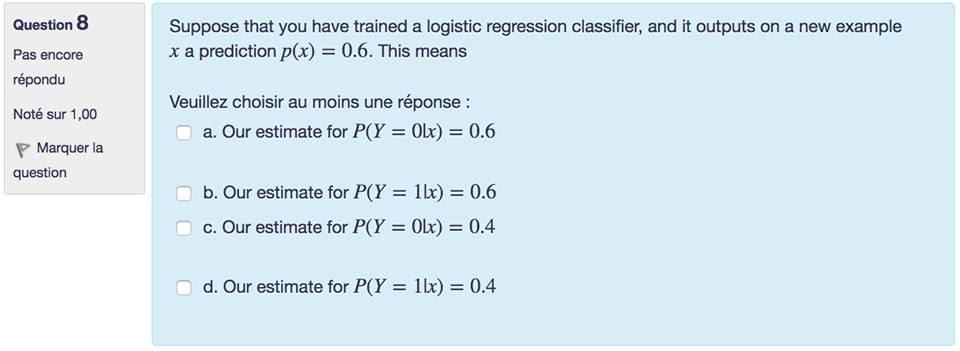 Question 8
Pas encore
répondu
Noté sur 1,00
Marquer la
question
Suppose that you have trained a logistic regression classifier, and it outputs on a new example
x a prediction p(x) = 0.6. This means
Veuillez choisir au moins une réponse :
a. Our estimate for P(Y = 0|x) = 0.6
b. Our estimate for P(Y = 1|x) = 0.6
c. Our estimate for P(Y = 0|x) = 0.4
d. Our estimate for P(Y = 1|x) = 0.4